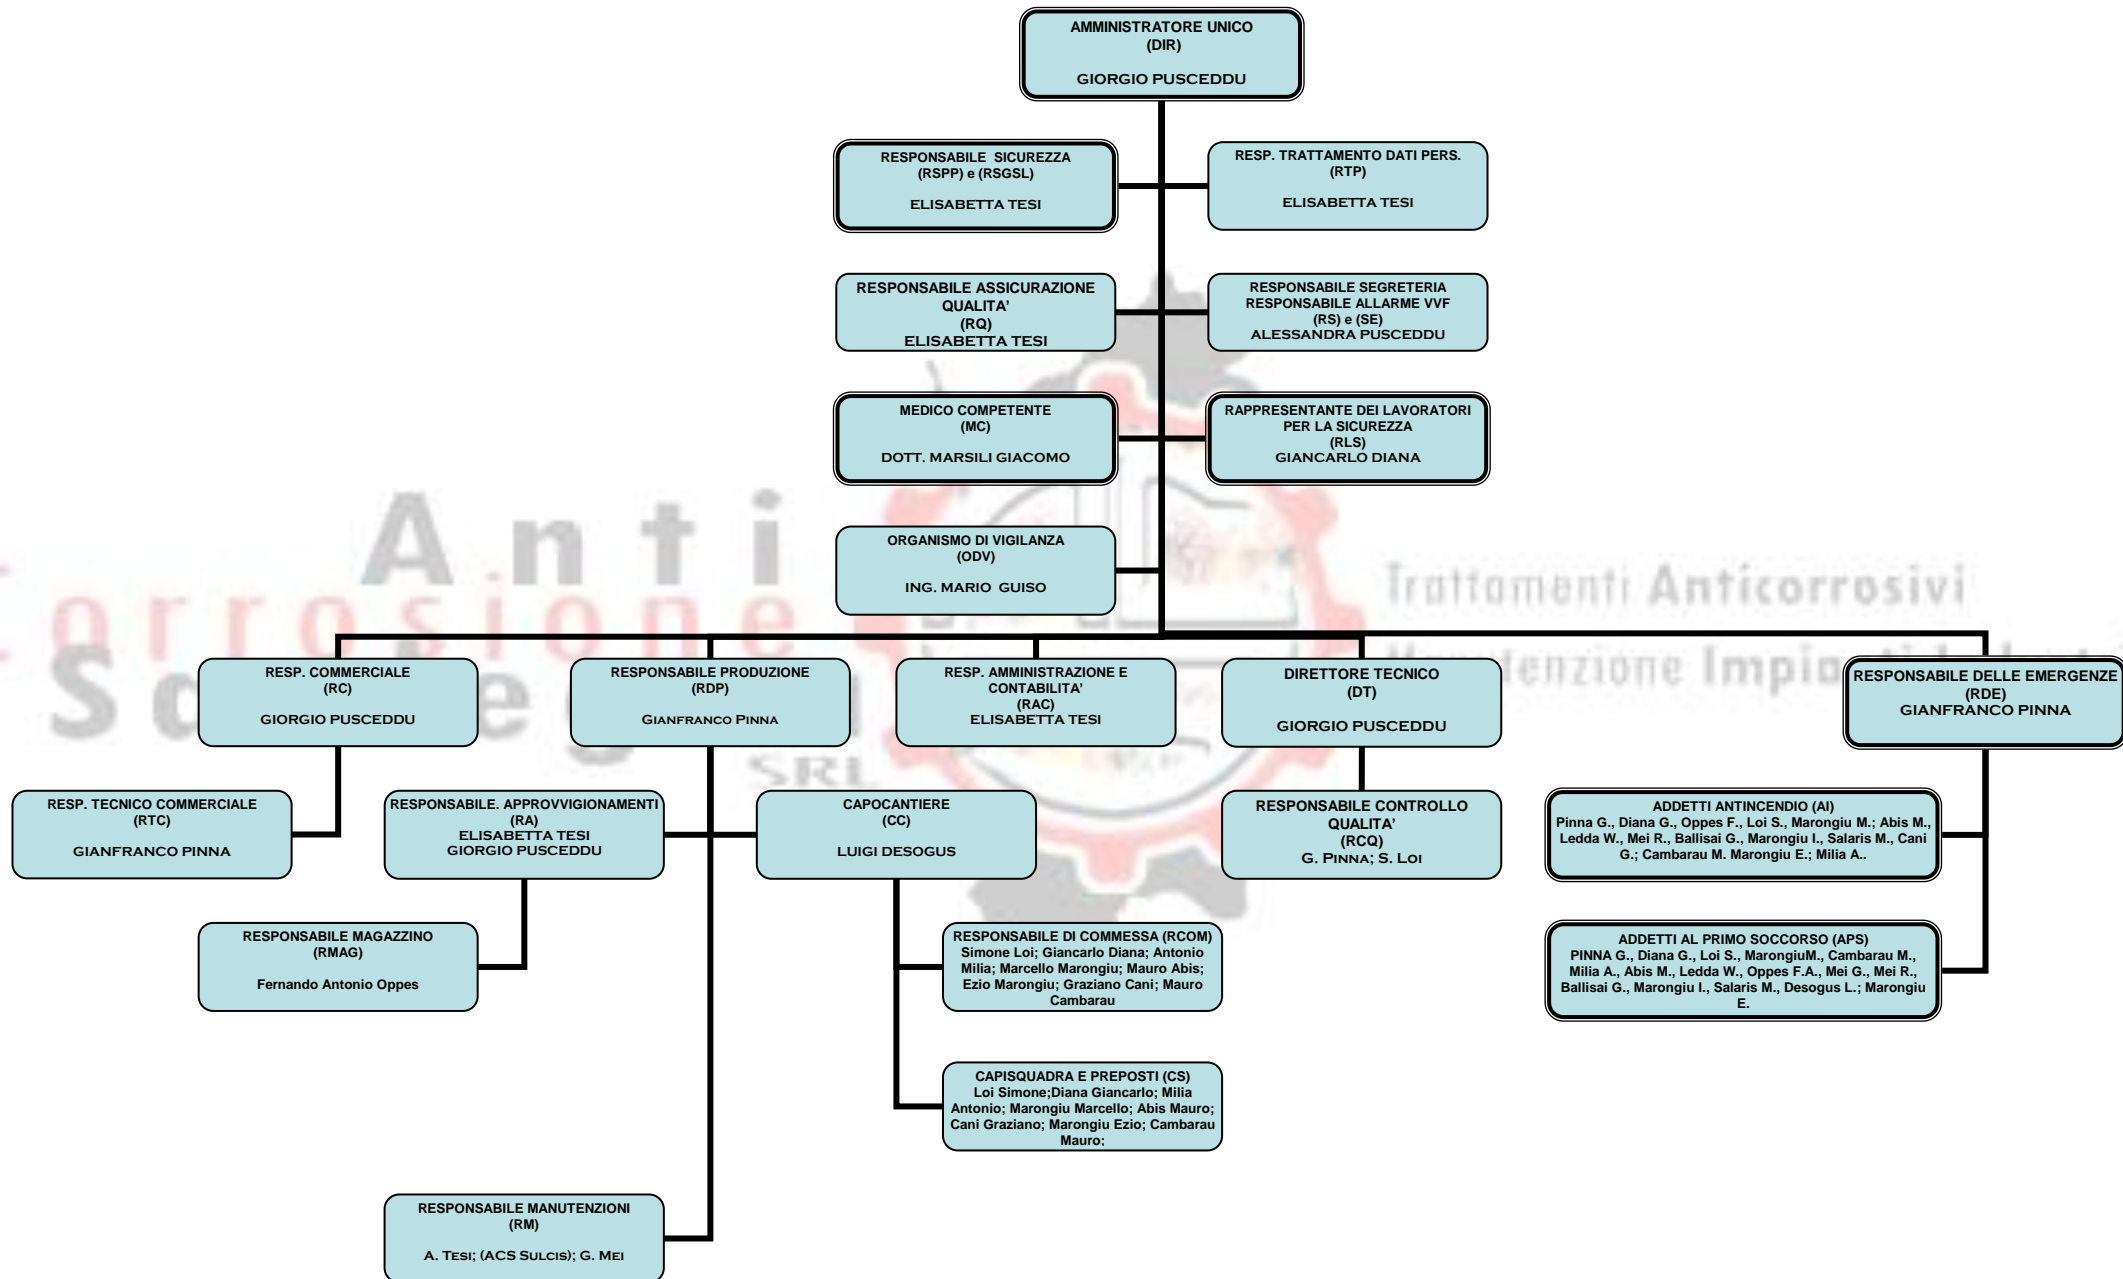 AMMINISTRATORE UNICO
(DIR)
GIORGIO PUSCEDDU
RESPONSABILE SICUREZZA
(RSPP) e (RSGSL)
ELISABETTA TESI
RESP. TRATTAMENTO DATI PERS.
(RTP)
ELISABETTA TESI
RESPONSABILE ASSICURAZIONE
QUALITA'
(RQ)
ELISABETTA TESI
RESPONSABILE SEGRETERIA
RESPONSABILE ALLARME VVF
(RS) e (SE)
ALESSANDRA PUSCEDDU
MEDICO COMPETENTE
(MC)
DOTT. MARSILI GIACOMO
RAPPRESENTANTE DEI LAVORATORI
PER LA SICUREZZA
(RLS)
GIANCARLO DIANA
ORGANISMO DI VIGILANZA
(ODV)
ING. MARIO GUISO
Anti
orrosione
SRL
Trattamenti Anticorrosivi
RESP. COMMERCIALE
(RC)
GIORGIO PUSCEDDU
RESPONSABILE PRODUZIONE
(RDP)
GIANFRANCO PINNA
RESP. AMMINISTRAZIONE E
CONTABILITA'
(RAC)
ELISABETTA TESI
DIRETTORE TECNICO
(DT)
GIORGIO PUSCEDDU
RESPONSABILE DELLE EMERGENZE
(RDE)
GIANFRANCO PINNA
RESP. TECNICO COMMERCIALE
(RTC)
GIANFRANCO PINNA
RESPONSABILE. APPROVVIGIONAMENTI
(RA)
ELISABETTA TESI
GIORGIO PUSCEDDU
CAPOCANTIERE
(CC)
LUIGI DESOGUS
RESPONSABILE CONTROLLO
QUALITA'
(RCQ)
G. PINNA; S. LOI
ADDETTI ANTINCENDIO (AI)
Pinna G., Diana G., Oppes F., Loi S., Marongiu M.; Abis M.,
Ledda W., Mei R., Ballisai G., Marongiu I., Salaris M., Cani
G.; Cambarau M. Marongiu E.; Milia A..
RESPONSABILE MAGAZZINO
(RMAG)
Fernando Antonio Oppes
RESPONSABILE DI COMMESSA (RCOM)
Simone Loi; Giancarlo Diana; Antonio
Milia; Marcello Marongiu; Mauro Abis;
Ezio Marongiu; Graziano Cani; Mauro
Cambarau
ADDETTI AL PRIMO SOCCORSO (APS)
PINNA G., Diana G., Loi S., MarongiuM., Cambarau M.,
Milia A., Abis M., Ledda W., Oppes F.A., Mei G., Mei R.,
Ballisai G., Marongiu I., Salaris M., Desogus L.; Marongiu
E.
CAPISQUADRA E PREPOSTI (CS)
Loi Simone;Diana Giancarlo; Milia
Antonio; Marongiu Marcello; Abis Mauro;
Cani Graziano; Marongiu Ezio; Cambarau
Mauro;
RESPONSABILE MANUTENZIONI
(RM)
A. TESI; (ACS SULCIS); G. MEI